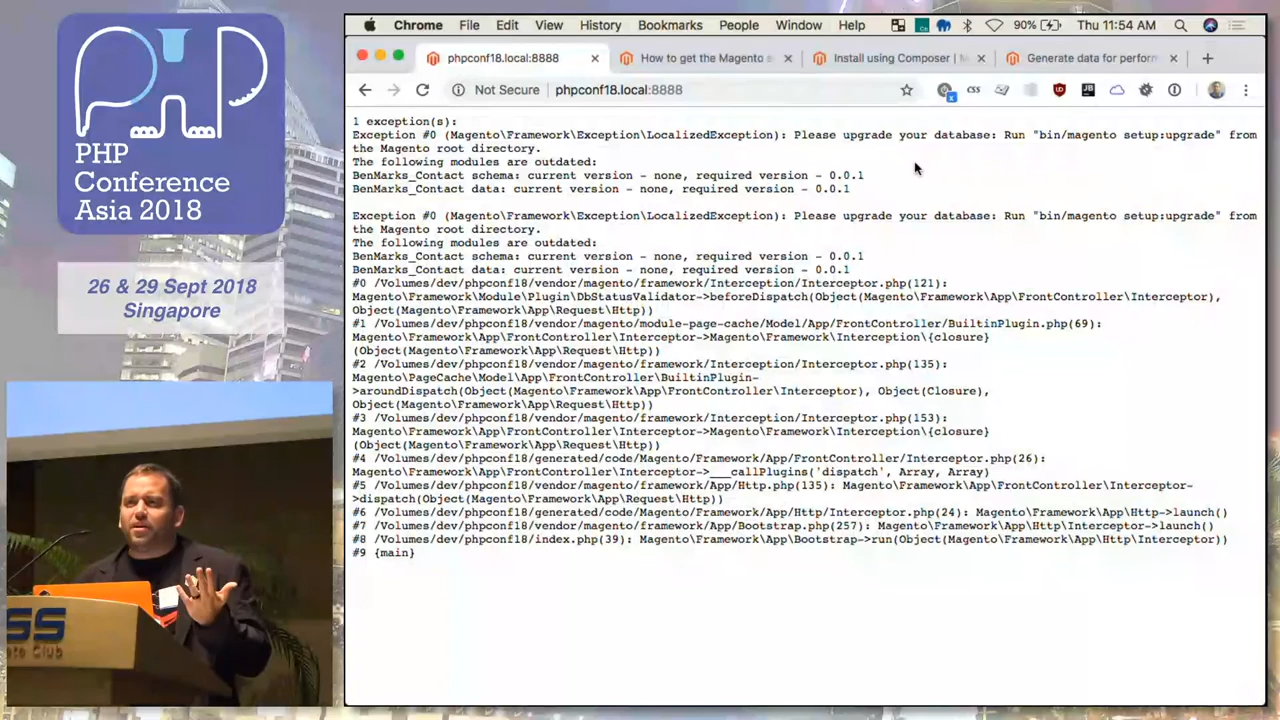 PHP
Conference
Asia 2018
26 & 29 Sept 2018
Singapore
Chrome File Edit View History Bookmarks People Window Help 90% Thu 11:54 AM
phpconf18.local:8888 How to get the Magento Install using Composer | Generate data for perform
Not Secure phpconf18.local:8888
1 exception(s):
Exception #0 (Magento\Framework\Exception\LocalizedException): Please upgrade your database: Run "bin/magento setup:upgrade" from
the Magento root directory.
The following modules are outdated:
BenMarks_Contact schema: current version - none, required version - 0.0.1
BenMarks_Contact data: current version - none, required version - 0.0.1
Exception #0 (Magento\Framework\Exception\LocalizedException): Please upgrade your database: Run "bin/magento setup:upgrade" from
the Magento root directory.
The following modules are outdated:
BenMarks_Contact schema: current version - none, required version - 0.0.1
BenMarks_Contact data: current version - none, required version - 0.0.1
#0 /Volumes/dev/phpconf18/vendor/magento/framework/Interception/Interceptor.php(121):
Magento\Framework\Module\Plugin\DbStatusValidator->beforeDispatch(Object(Magento\Framework\App\FrontController\Interceptor),
Object(Magento\Framework\App\Request\Http))
#1 /Volumes/dev/phpconf18/vendor/magento/module-page-cache/Model/App/FrontController/BuiltinPlugin.php(69):
Magento\Framework\App\FrontController\Interceptor->Magento\Framework\Interception\{closure}
(Object(Magento\Framework\App\Request\Http))
#2 /Volumes/dev/phpconf18/vendor/magento/framework/Interception/Interceptor.php(135):
Magento\PageCache\Model\App\FrontController\BuiltinPlugin-
>aroundDispatch(Object(Magento\Framework\App\FrontController\Interceptor), Object(Closure),
Object(Magento\Framework\App\Request\Http))
#3 /Volumes/dev/phpconf18/vendor/magento/framework/Interception/Interceptor.php(153):
Magento\Framework\App\FrontController\Interceptor->Magento\Framework\Interception\{closure}
(Object(Magento\Framework\App\Request\Http))
#4 /Volumes/dev/phpconf18/generated/code/Magento/Framework/App/FrontController/Interceptor.php(26):
Magento\Framework\App\FrontController\Interceptor->___callPlugins('dispatch', Array, Array)
#5 /Volumes/dev/phpconf18/vendor/magento/framework/App/Http.php(135): Magento\Framework\App\FrontController\Interceptor-
>dispatch(Object(Magento\Framework\App\Request\Http))
#6 /Volumes/dev/phpconf18/generated/code/Magento/Framework/App/Http/Interceptor.php(24): Magento\Framework\App\Http->launch()
#7 /Volumes/dev/phpconf18/vendor/magento/framework/App/Bootstrap.php(257): Magento\Framework\App\Http\Interceptor->launch()
#8 /Volumes/dev/phpconf18/index.php(39): Magento\Framework\App\Bootstrap->run(Object(Magento\Framework\App\Http\Interceptor))
#9 {main}
SS
Club